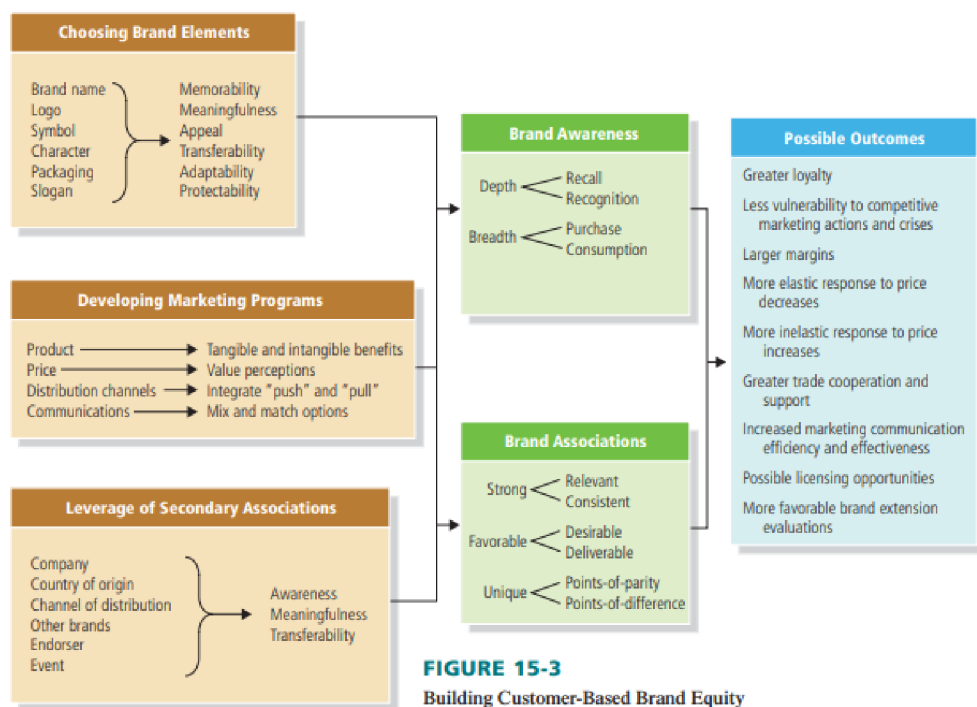 Choosing Brand Elements
Brand name
Logo
Symbol
Character
Packaging
Slogan
Memorability
Meaningfulness
Appeal
Transferability
Adaptability
Protectability
Developing Marketing Programs
Product
Tangible and intangible benefits
Price
Value perceptions
Distribution channels
Integrate "push" and "pull"
Communications
Mix and match options
Leverage of Secondary Associations
Company
Country of origin
Channel of distribution
Other brands
Endorser
Event
Awareness
Meaningfulness
Transferability
Brand Awareness
Depth
Recall
Recognition
Breadth
Purchase
Consumption
Brand Associations
Strong
Relevant
Consistent
Favorable
Desirable
Deliverable
Unique
Points-of-parity
Points-of-difference
Possible Outcomes
Greater loyalty
Less vulnerability to competitive
marketing actions and crises
Larger margins
More elastic response to price
decreases
More inelastic response to price
increases
Greater trade cooperation and
support
Increased marketing communication
efficiency and effectiveness
Possible licensing opportunities
More favorable brand extension
evaluations
FIGURE 15-3
Building Customer-Based Brand Equity